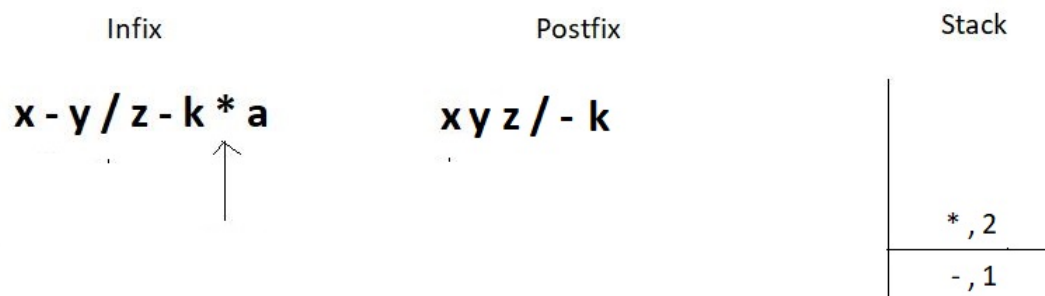 Infix Postfix Stack
x - y / z - k * a x y z / - k
* , 2
- , 1